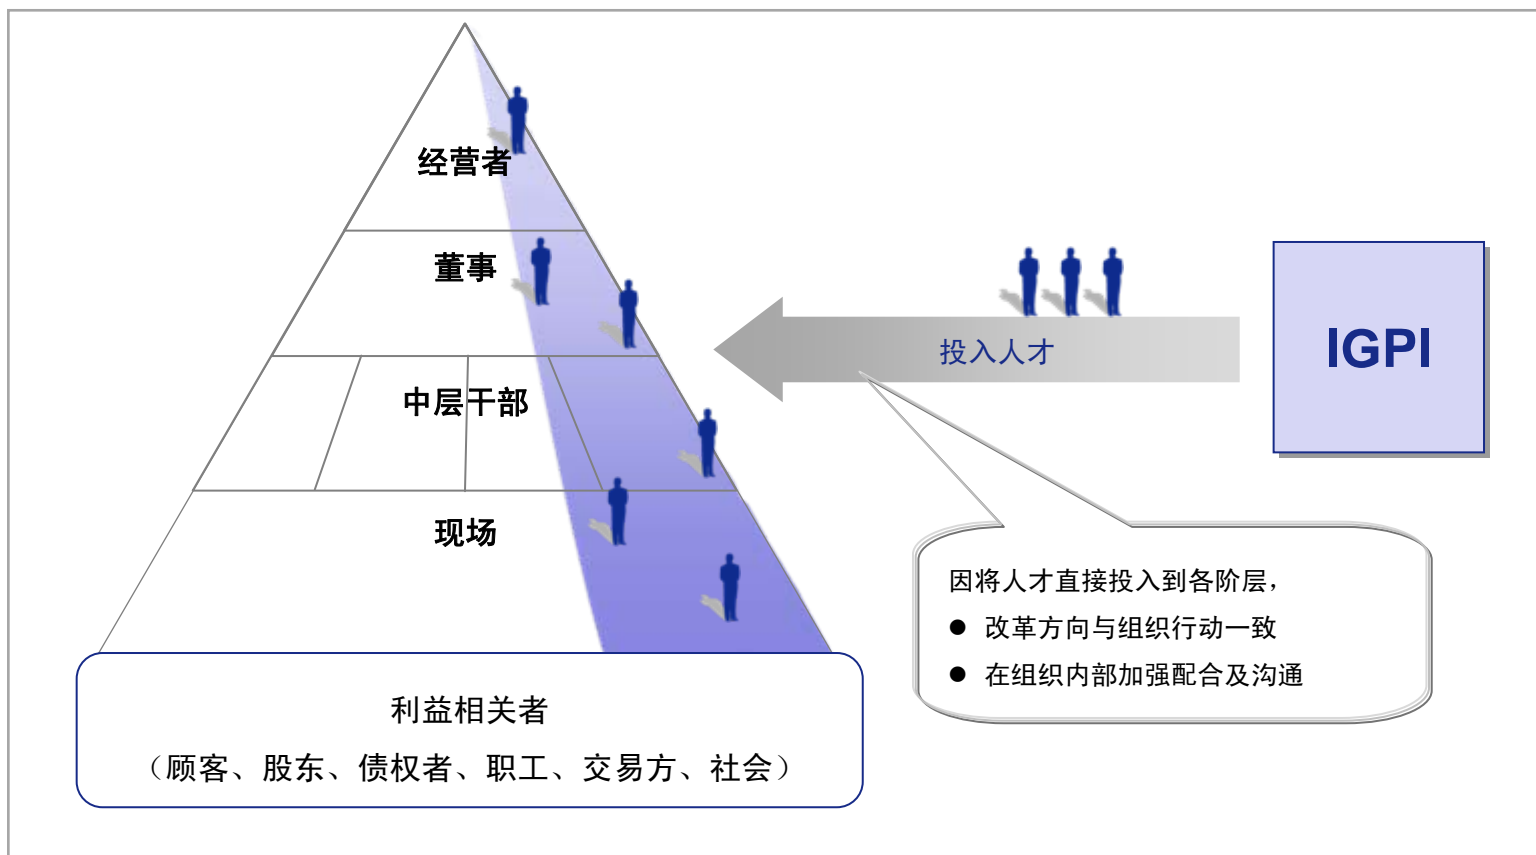 经营者
董事
中层干部
现场
利益相关者
（顾客、股东、债权者、职工、交易方、社会）
投入人才
IGPI
因将人才直接投入到各阶层，
● 改革方向与组织行动一致
● 在组织内部加强配合及沟通